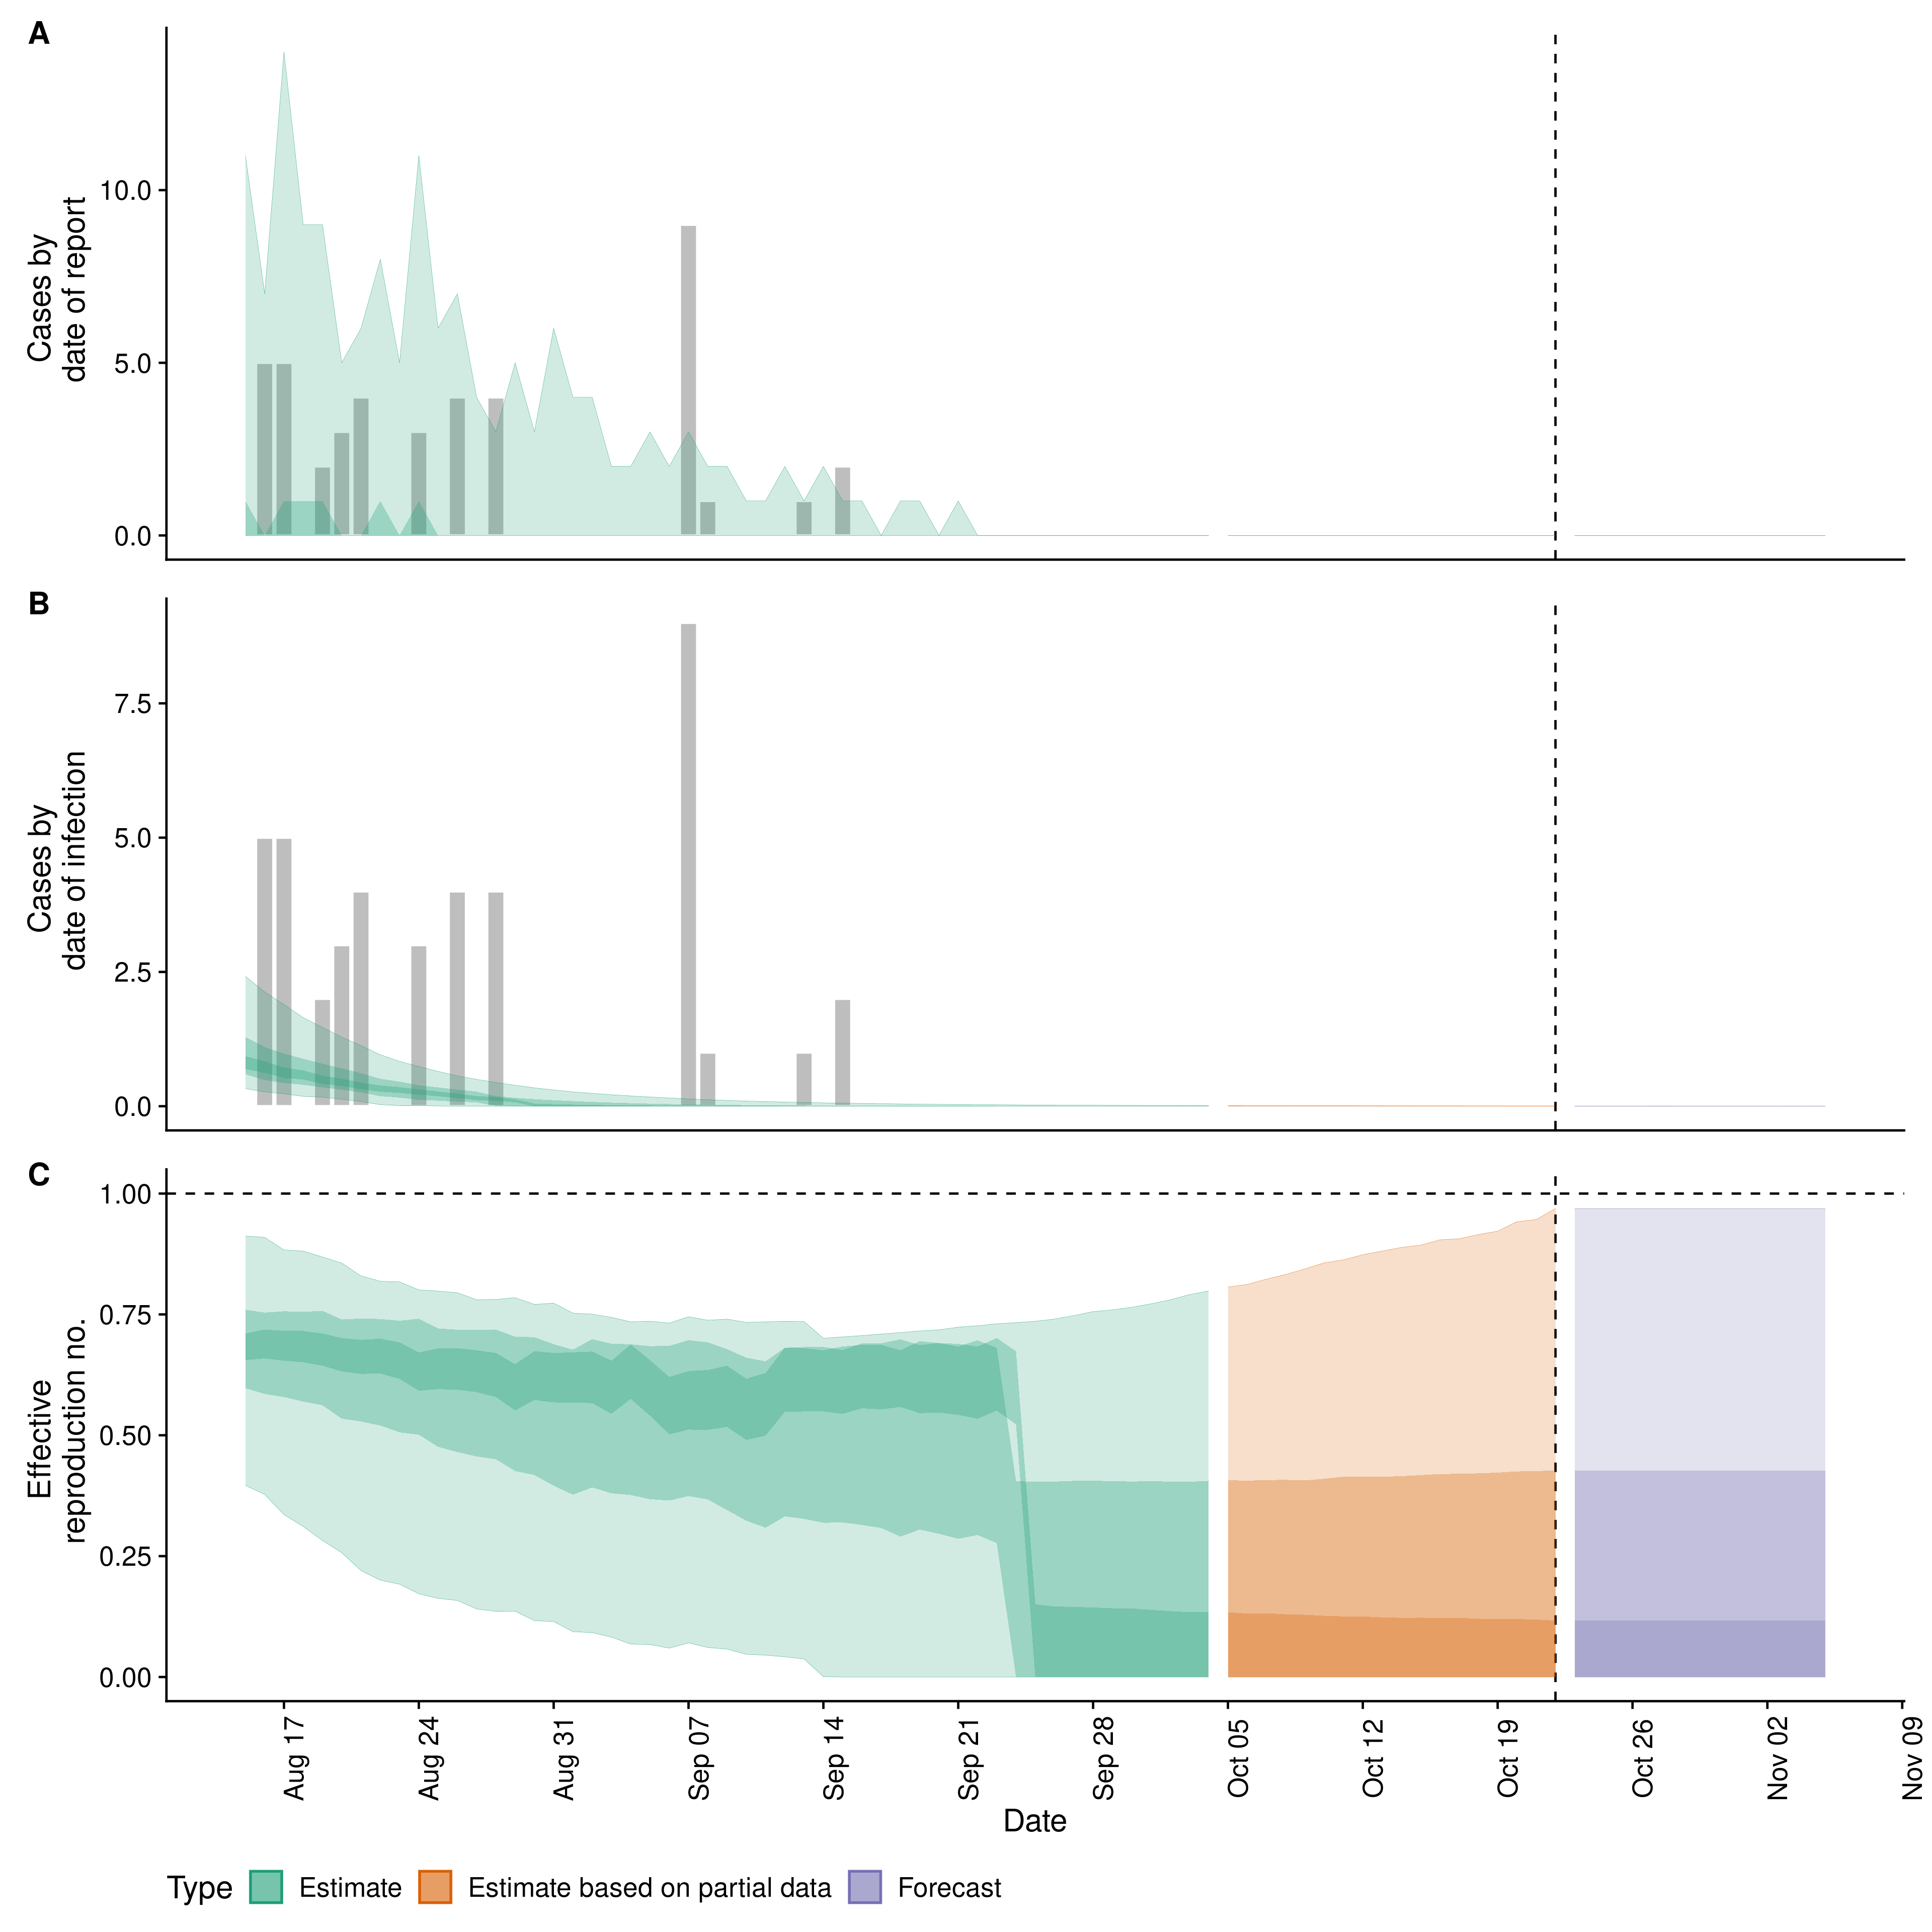 A
Cases by
date of report
10.0
5.0
0.0
B
Cases by
date of infection
7.5
5.0
2.5
0.0
C
Effective
reproduction no.
1.00
0.75
0.50
0.25
0.00
Aug 17
Aug 24
Aug 31
Sep 07
Sep 14
Sep 21
Sep 28
Oct 05
Oct 12
Oct 19
Oct 26
Nov 02
Nov 09
Date
Type Estimate Estimate based on partial data Forecast